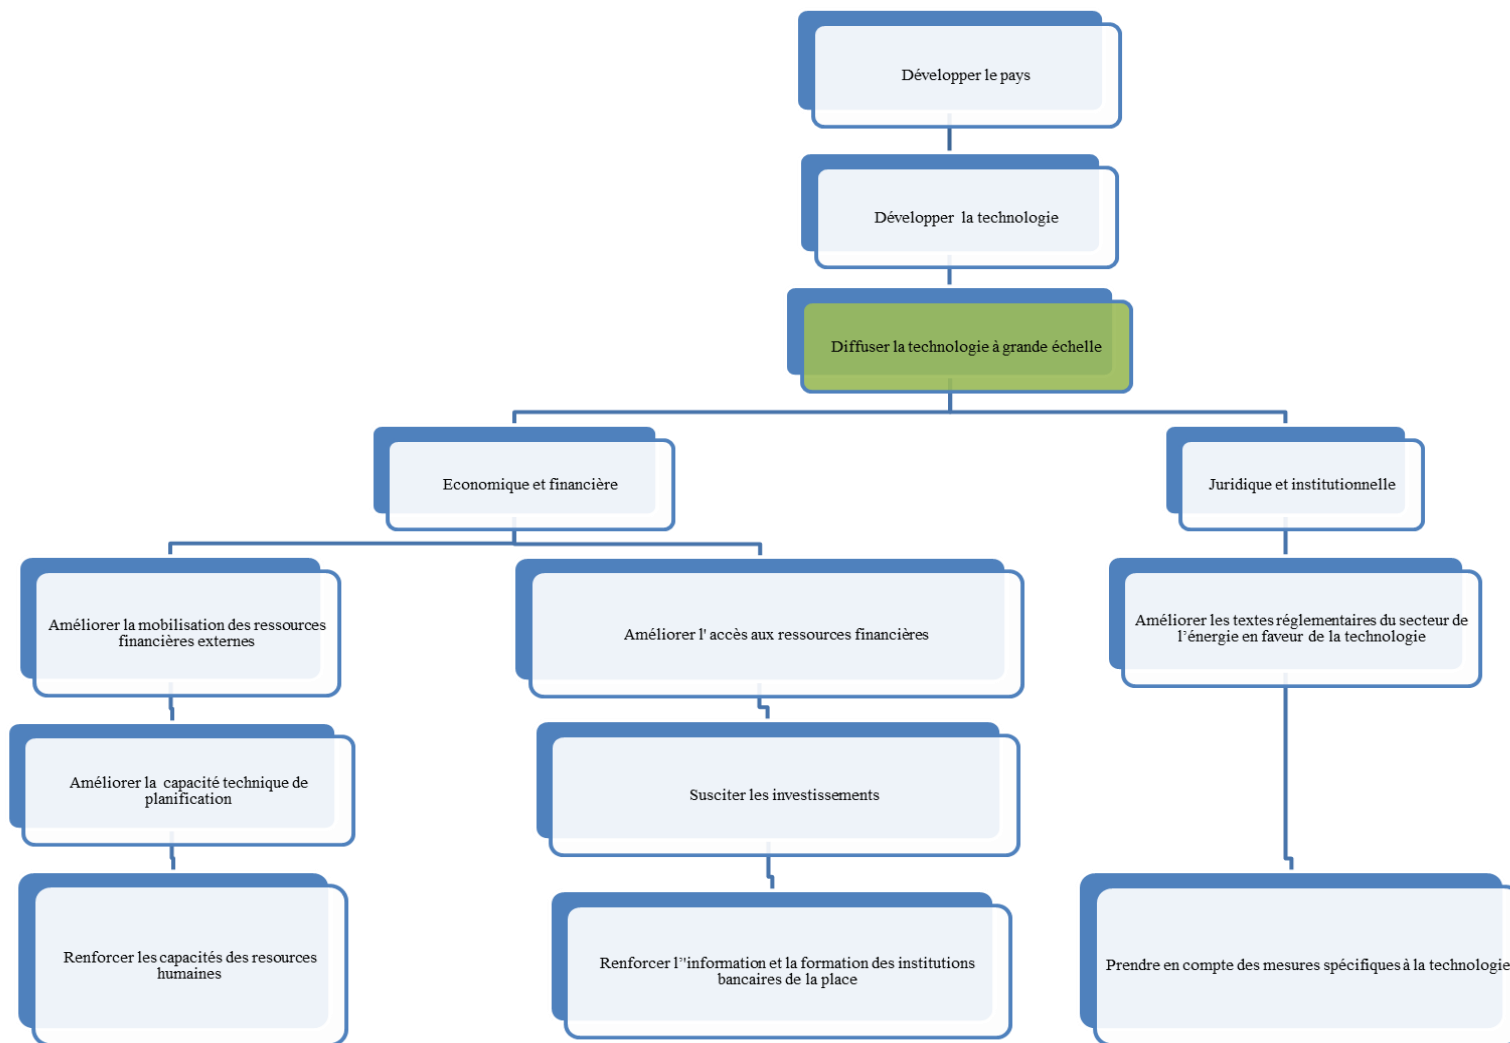 Développer le pays
Développer la technologie
Diffuser la technologie à grande échelle
Economique et financière
Juridique et institutionnelle
Améliorer la mobilisation des ressources
financières externes
Améliorer l' accès aux ressources financières
Améliorer les textes réglementaires du secteur de
l’énergie en faveur de la technologie
Améliorer la capacité technique de
planification
Susciter les investissements
Renforcer les capacités des resources
humaines
Renforcer l’'information et la formation des institutions
bancaires de la place
Prendre en compte des mesures spécifiques à la technologie